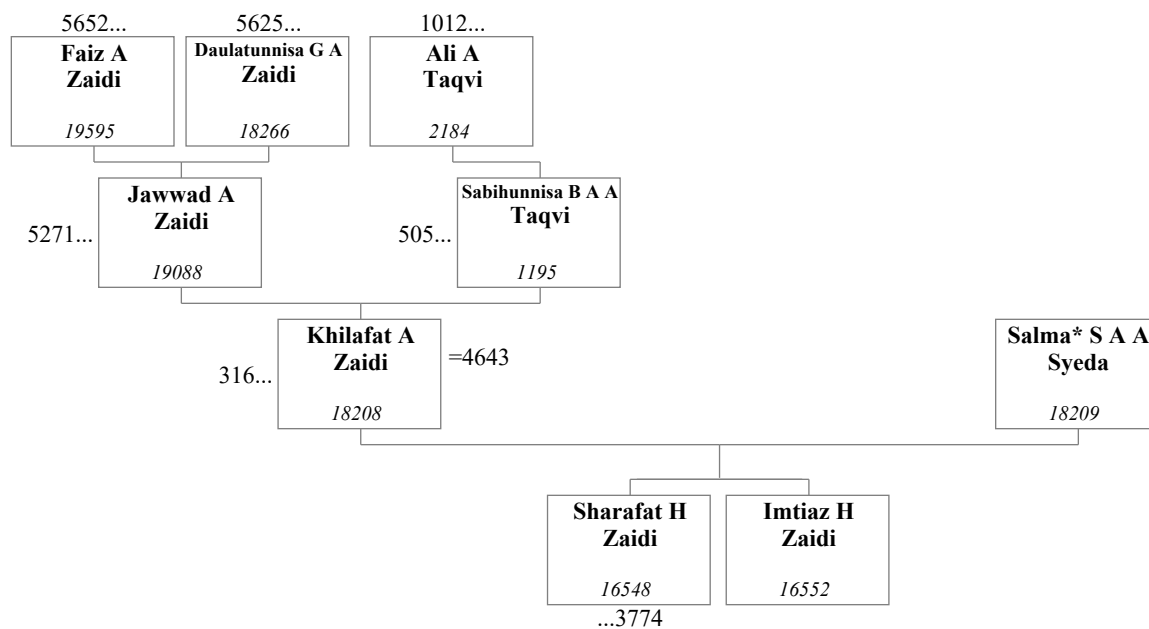 5652...
5625...
1012...
Faiz A
Zaidi
19595
Daulatunnisa G A
Zaidi
18266
Ali A
Taqvi
2184
Jawwad A
Zaidi
19088
5271...
Sabihunnisa B A A
Taqvi
1195
505...
Khilafat A
Zaidi
18208
316...
=4643
Salma* S A A
Syeda
18209
Sharafat H
Zaidi
16548
...3774
Imtiaz H
Zaidi
16552